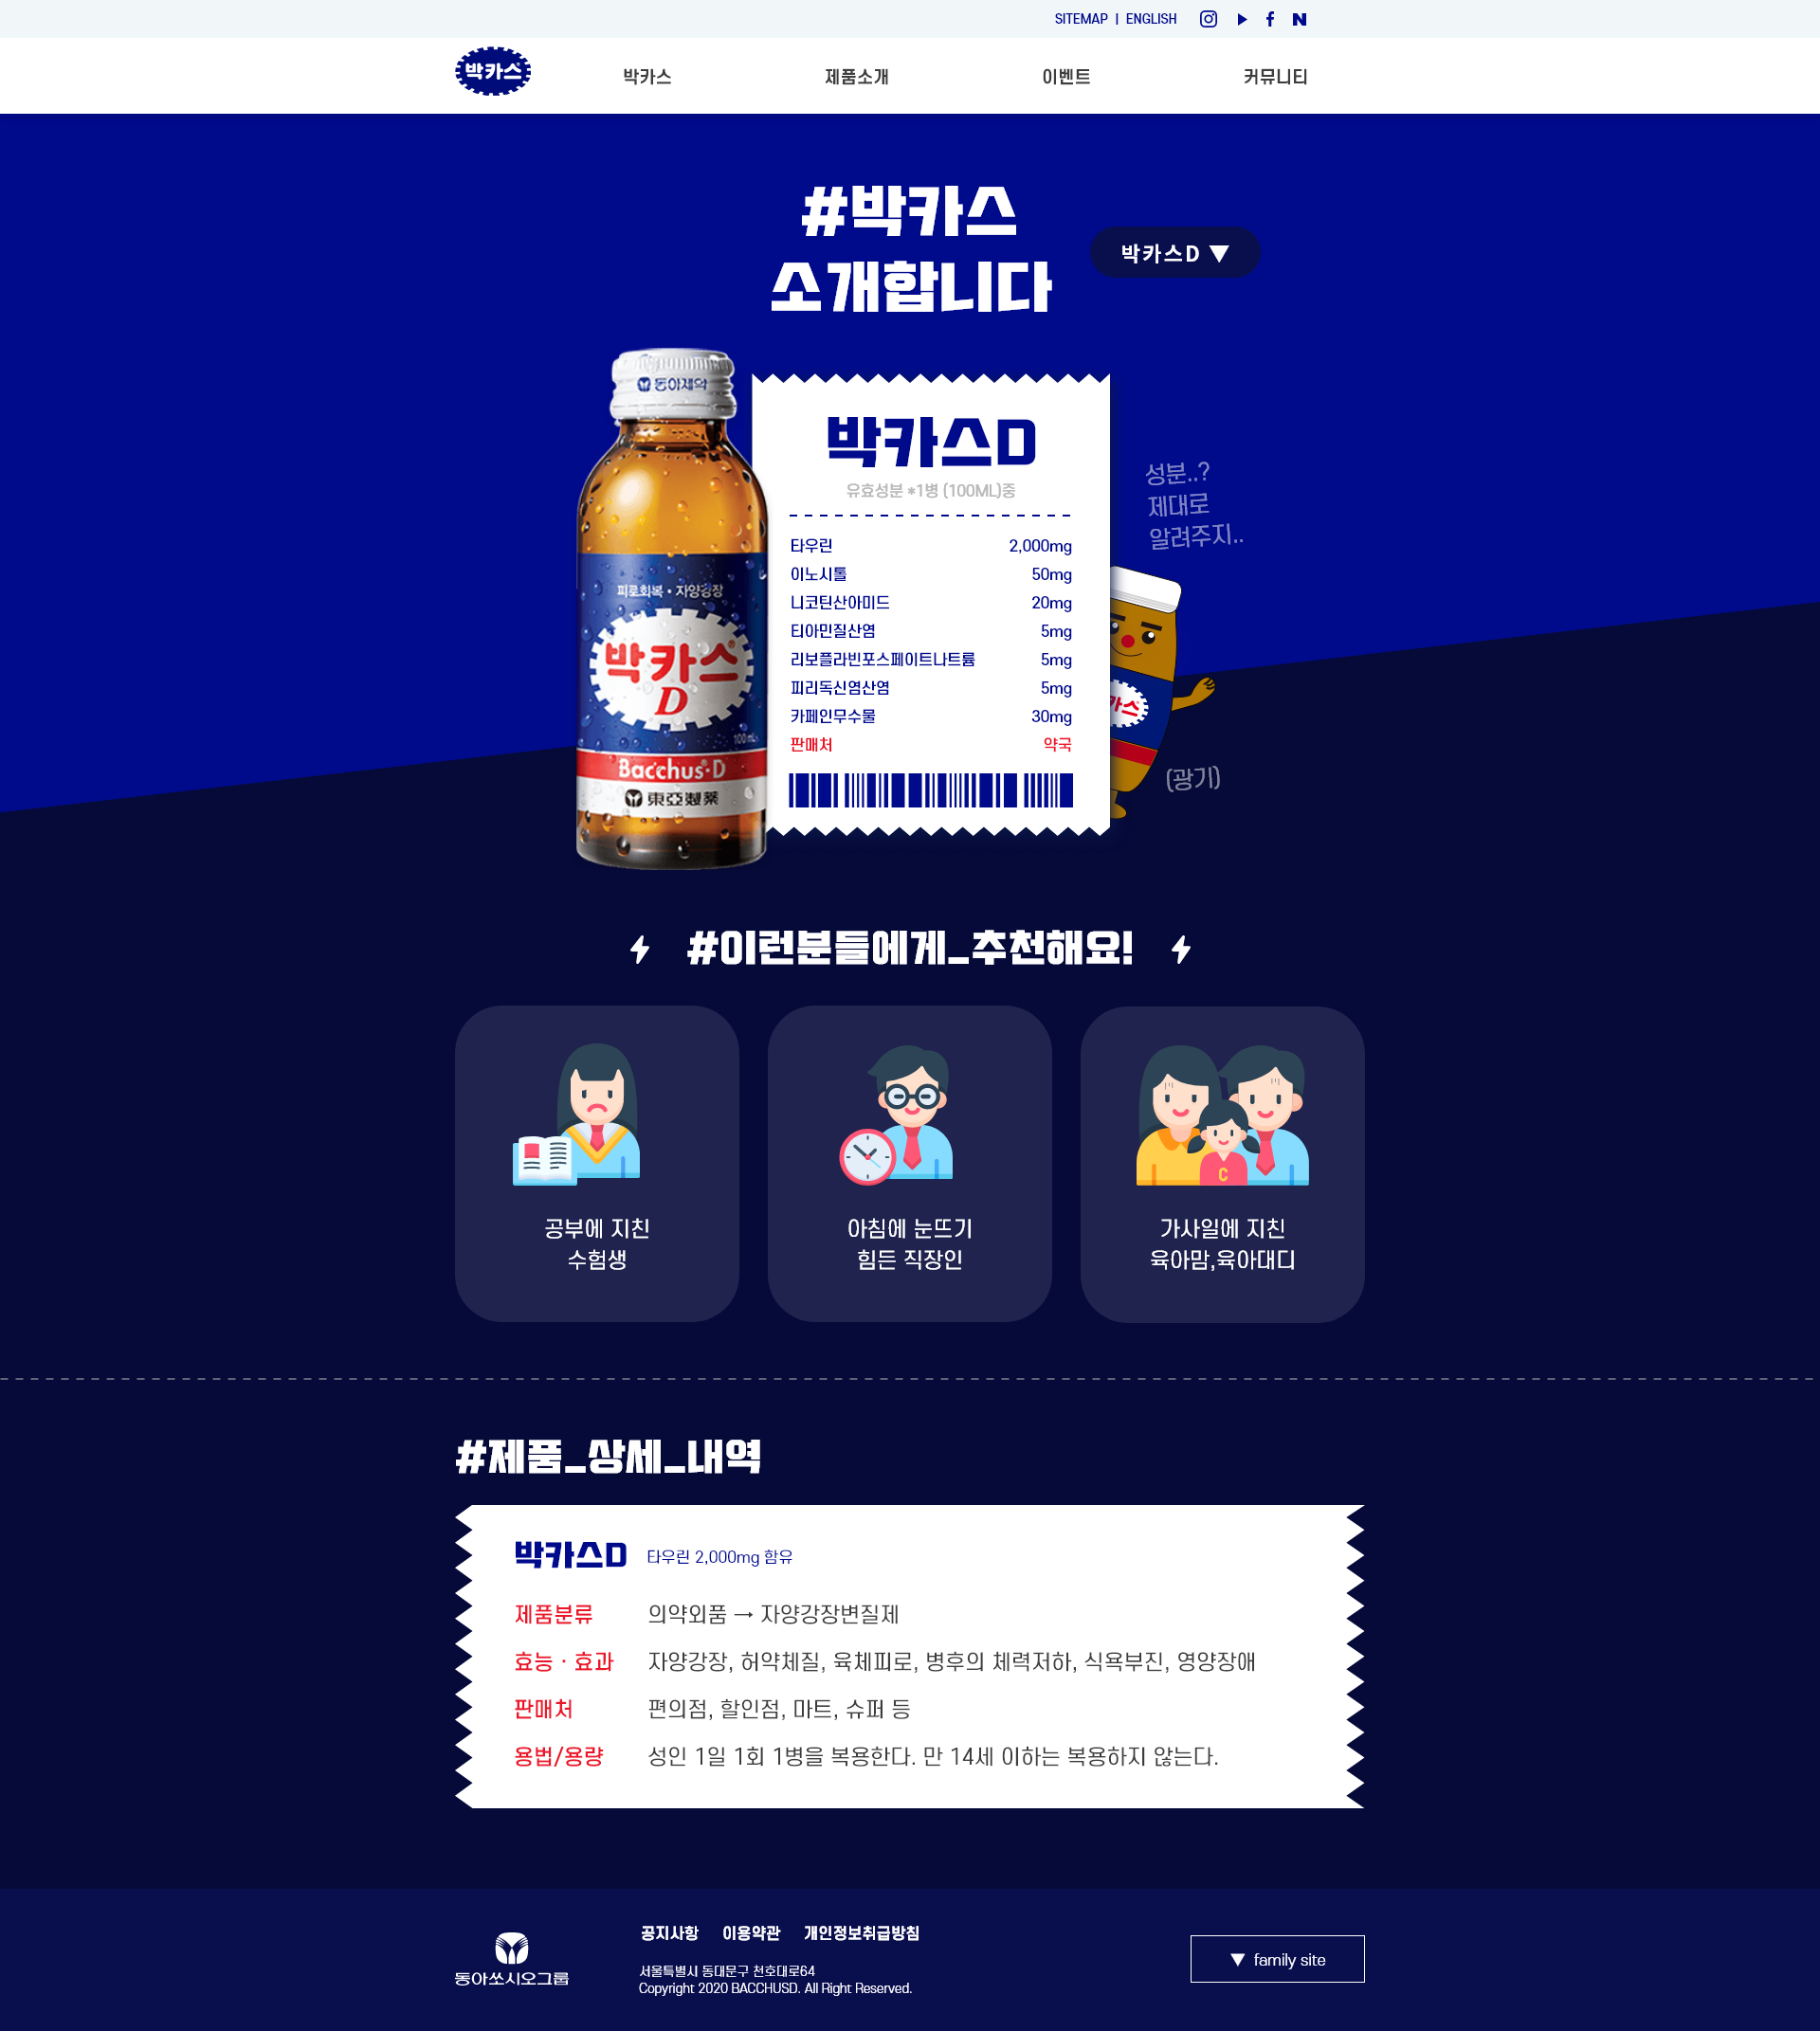 SITEMAP | ENGLISH
박카스
박카스 제품소개 이벤트 커뮤니티
#박카스
소개합니다
박카스D ▼
동아제약
피로회복 • 자양강장
박카스
D
100mL
Bacchus·D
東亞製薬
박카스D
유효성분 *1병 (100ML)중
타우린 2,000mg
이노시톨 50mg
니코틴산아미드 20mg
티아민질산염 5mg
리보플라빈포스페이트나트륨 5mg
피리독신염산염 5mg
카페인무수물 30mg
판매처 약국
성분..?
제대로
알려주지..
카스
(광기)
#이런분들에게_추천해요!
C
공부에 지친
수험생
아침에 눈뜨기
힘든 직장인
가사일에 지친
육아맘,육아대디
#제품_상세_내역
박카스D 타우린 2,000mg 함유
제품분류 의약외품 → 자양강장변질제
효능 · 효과 자양강장, 허약체질, 육체피로, 병후의 체력저하, 식욕부진, 영양장애
판매처 편의점, 할인점, 마트, 슈퍼 등
용법/용량 성인 1일 1회 1병을 복용한다. 만 14세 이하는 복용하지 않는다.
동아쏘시오그룹
공지사항 이용약관 개인정보취급방침
서울특별시 동대문구 천호대로64
Copyright 2020 BACCHUSD. All Right Reserved.
▼ family site